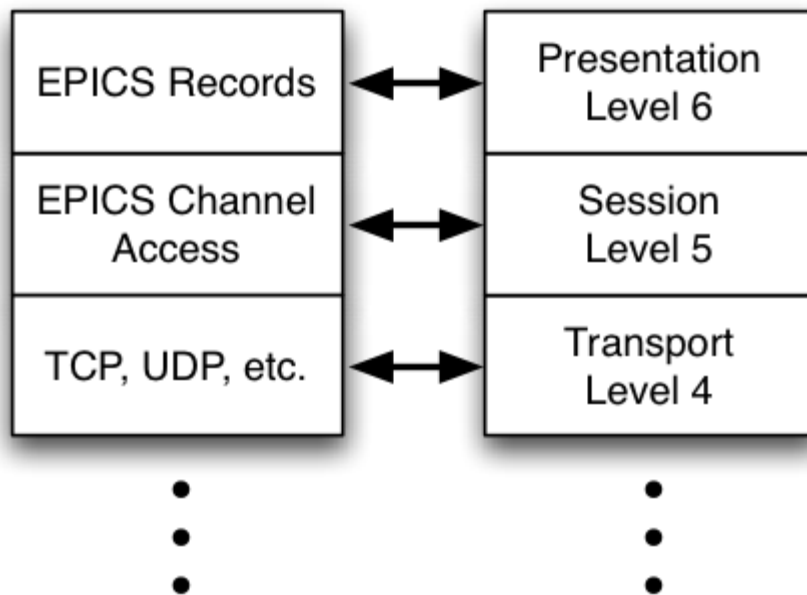 EPICS Records
Presentation
Level 6
EPICS Channel
Access
Session
Level 5
TCP, UDP, etc.
Transport
Level 4